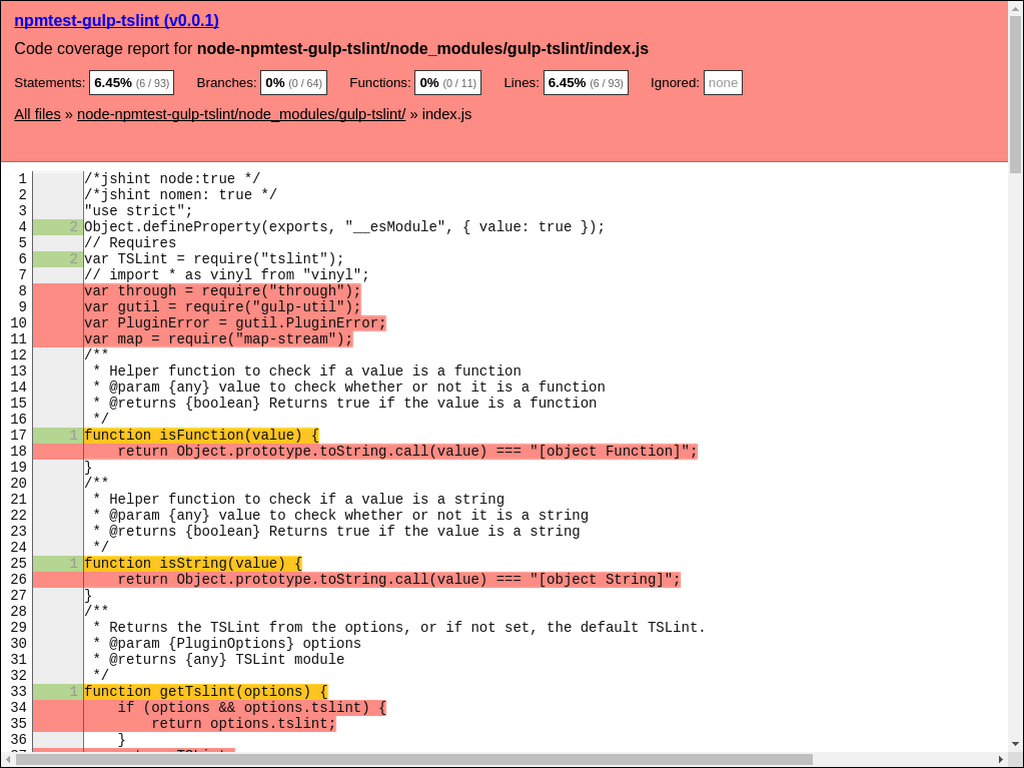 npmtest-gulp-tslint (v0.0.1)
Code coverage report for node-npmtest-gulp-tslint/node_modules/gulp-tslint/index.js
Statements: 6.45% (6 / 93) Branches: 0% (0 / 64) Functions: 0% (0 / 11) Lines: 6.45% (6 / 93) Ignored: none
All files » node-npmtest-gulp-tslint/node_modules/gulp-tslint/ » index.js
1 /*jshint node:true */
2 /*jshint nomen: true */
3 "use strict";
4 2 Object.defineProperty(exports, "__esModule", { value: true });
5 // Requires
6 2 var TSLint = require("tslint");
7 // import * as vinyl from "vinyl";
8 var through = require("through");
9 var gutil = require("gulp-util");
10 var PluginError = gutil.PluginError;
11 var map = require("map-stream");
12 /**
13  * Helper function to check if a value is a function
14  * @param {any} value to check whether or not it is a function
15  * @returns {boolean} Returns true if the value is a function
16  */
17 1 function isFunction(value) {
18     return Object.prototype.toString.call(value) === "[object Function]";
19 }
20 /**
21  * Helper function to check if a value is a string
22  * @param {any} value to check whether or not it is a string
23  * @returns {boolean} Returns true if the value is a string
24  */
25 1 function isString(value) {
26     return Object.prototype.toString.call(value) === "[object String]";
27 }
28 /**
29  * Returns the TSLint from the options, or if not set, the default TSLint.
30  * @param {PluginOptions} options
31  * @returns {any} TSLint module
32  */
33 1 function getTslint(options) {
34     if (options && options.tslint) {
35         return options.tslint;
36     }